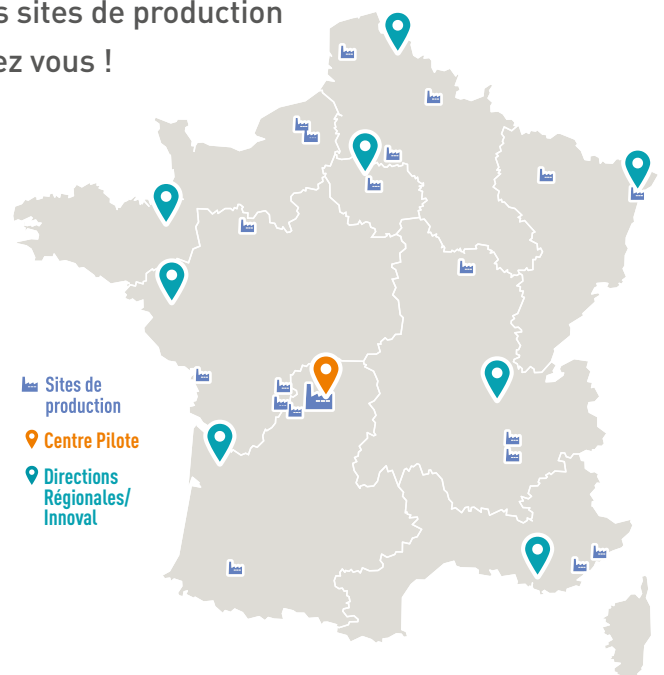 s sites de production
ez vous !
Sites de
production
Centre Pilote
Directions
Régionales/
Innoval